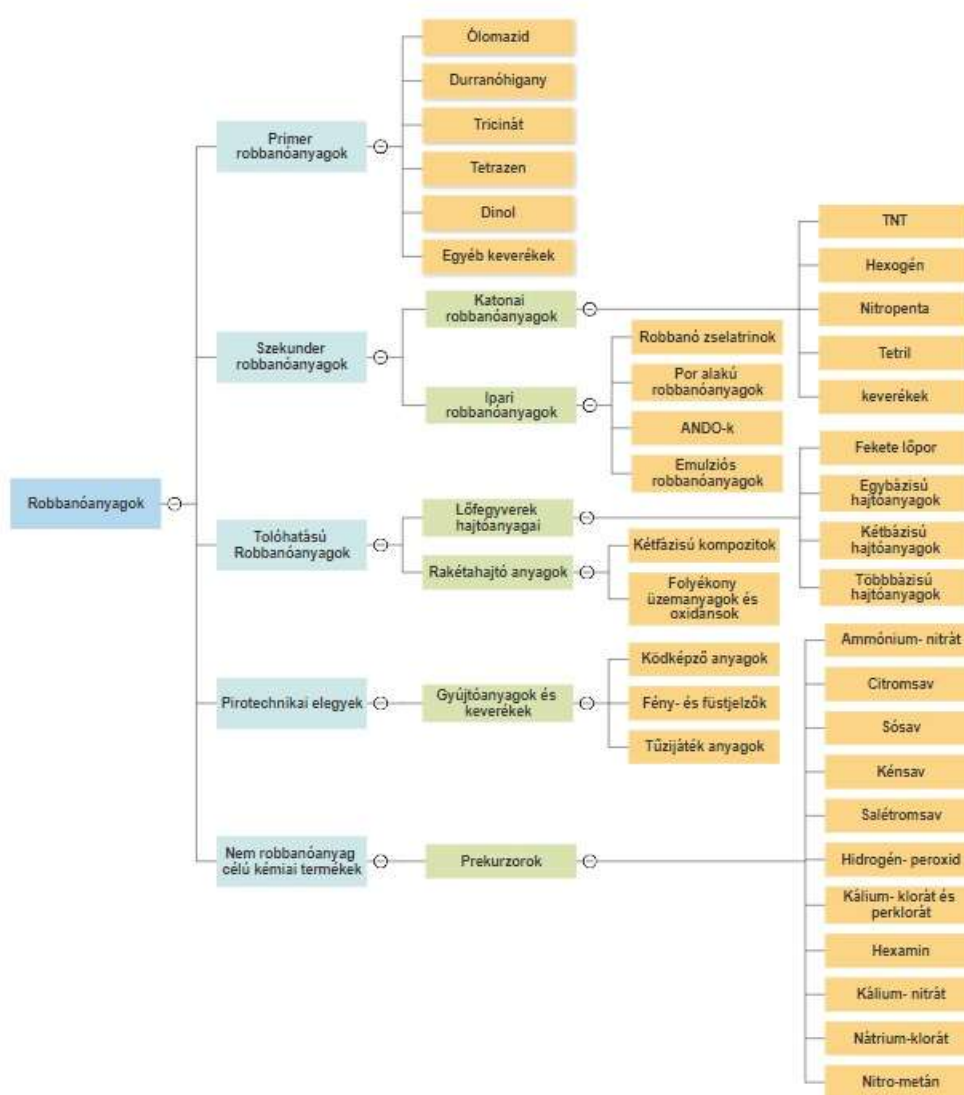 Robbanóanyagok
Primer
robbanóanyagok
Ólomazid
Durranóhigany
Tricinát
Tetrazen
Dinol
Egyéb keverékek
Szekunder
robbanóanyagok
Katonai
robbanóanyagok
TNT
Hexogén
Nitropenta
Tetril
keverékek
Ipari
robbanóanyagok
Robbanó zselatrinok
Por alakú
robbanóanyagok
ANDO-k
Emulziós
robbanóanyagok
Tolóhatású
Robbanóanyagok
Lőfegyverek
hajtóanyagai
Fekete lőpor
Egybázisú
hajtóanyagok
Kétbázisú
hajtóanyagok
Többbázisú
hajtóanyagok
Rakétahajtó anyagok
Kétfázisú kompozitok
Folyékony
üzemanyagok és
oxidánsok
Pirotechnikai elegyek
Gyújtóanyagok és
keverékek
Ködképző anyagok
Fény- és füstjelzők
Tűzijáték anyagok
Nem robbanóanyag
célú kémiai termékek
Prekurzorok
Ammónium- nitrát
Citromsav
Sósav
Kénsav
Salétromsav
Hidrogén- peroxid
Kálium- klorát és
perklorát
Hexamin
Kálium- nitrát
Nátrium-klorát
Nitro-metán